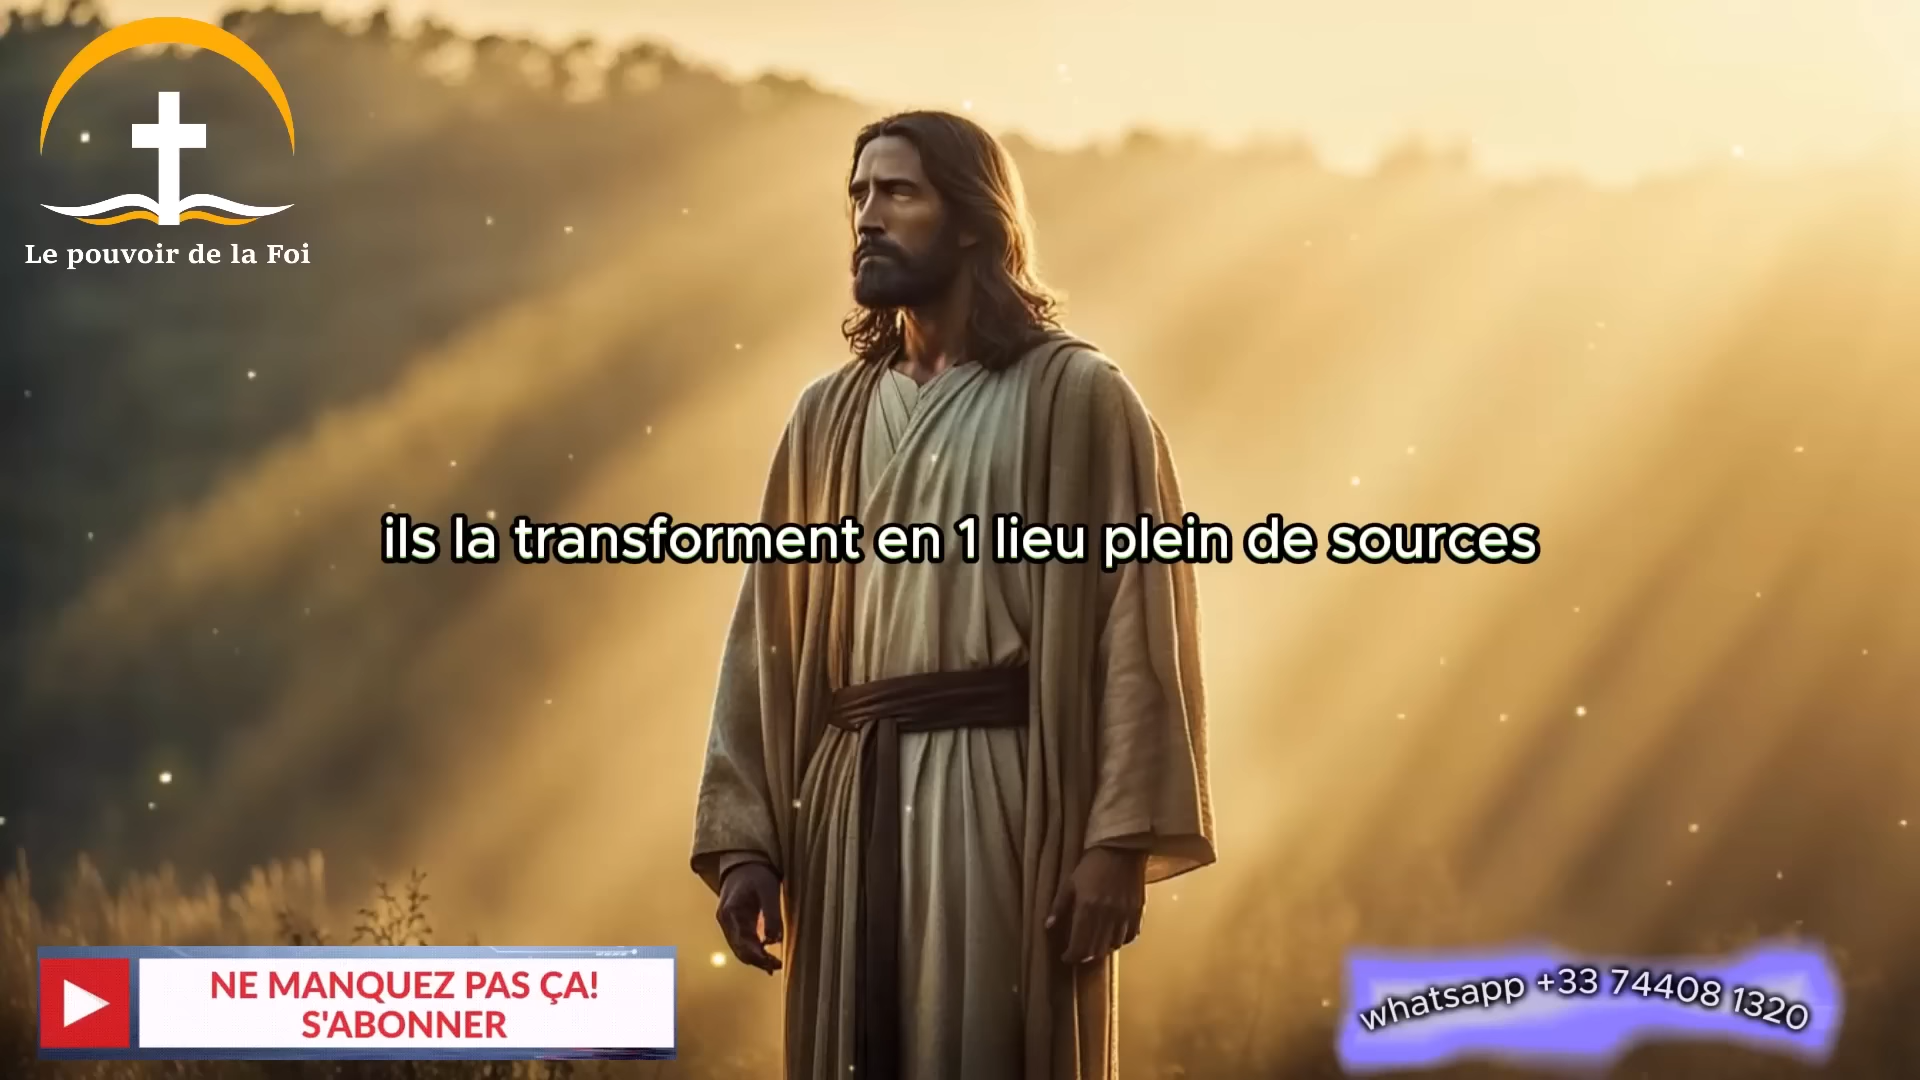 Le pouvoir de la Foi
ils la transforment en 1 lieu plein de sources
NE MANQUEZ PAS ÇA!
S'ABONNER
whatsapp +33 74408 1320